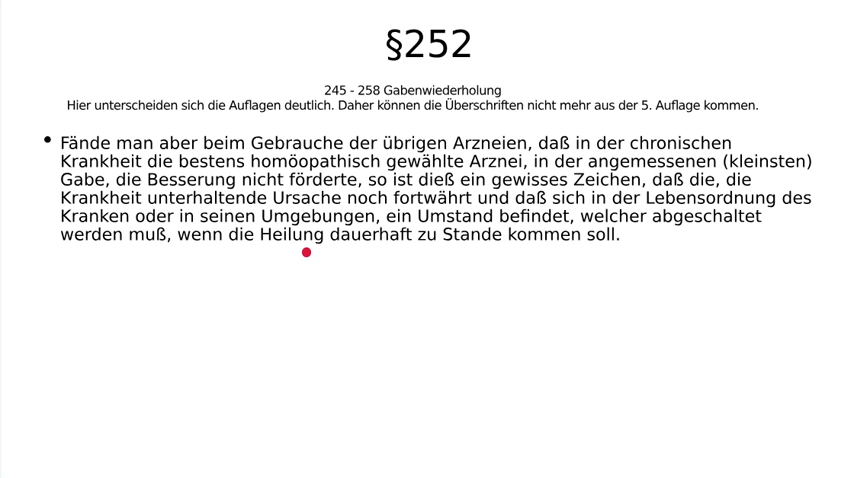 §252
245 - 258 Gabenwiederholung
Hier unterscheiden sich die Auflagen deutlich. Daher können die Überschriften nicht mehr aus der 5. Auflage kommen.
• Fände man aber beim Gebrauche der übrigen Arzneien, daß in der chronischen
Krankheit die bestens homöopathisch gewählte Arznei, in der angemessenen (kleinsten)
Gabe, die Besserung nicht förderte, so ist dieß ein gewisses Zeichen, daß die, die
Krankheit unterhaltende Ursache noch fortwährt und daß sich in der Lebensordnung des
Kranken oder in seinen Umgebungen, ein Umstand befindet, welcher abgeschaltet
werden muß, wenn die Heilung dauerhaft zu Stande kommen soll.